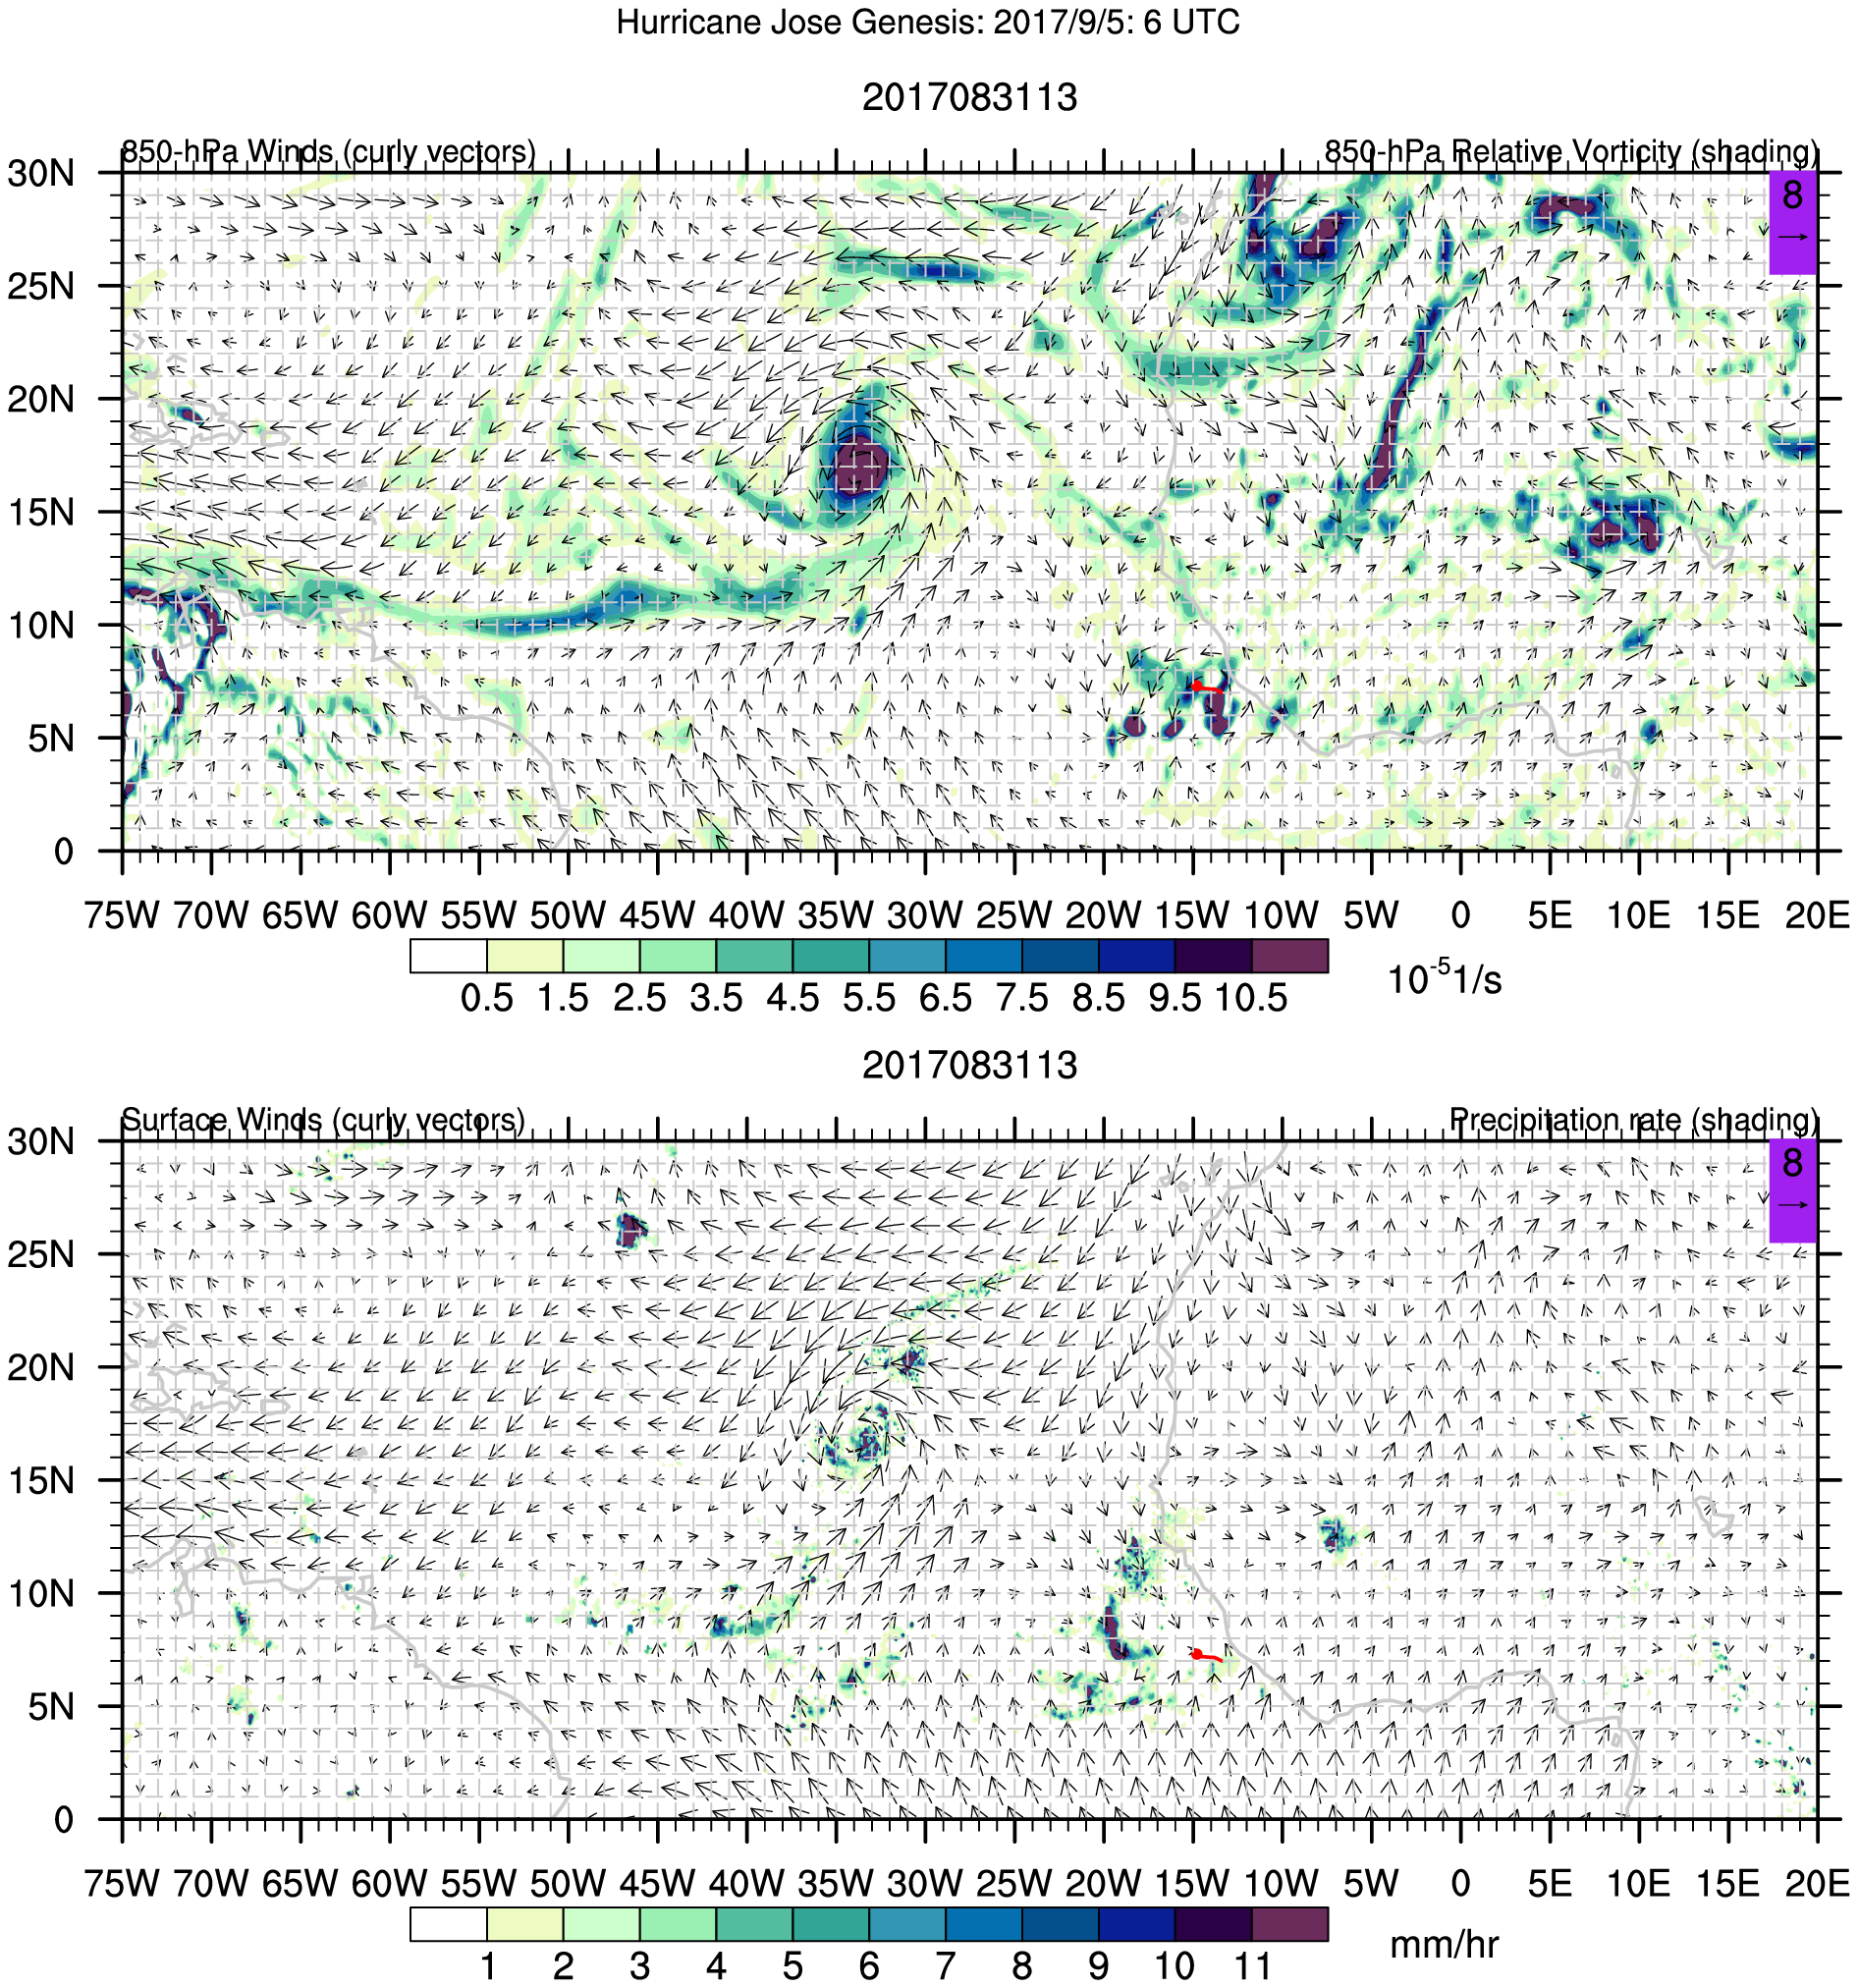 Hurricane Jose Genesis: 2017/9/5: 6 UTC
2017083113
850-hPa Winds (curly vectors) 850-hPa Relative Vorticity (shading)
30N
8
25N
20N
15N
10N
5N
0
75W 70W 65W 60W 55W 50W 45W 40W 35W 30W 25W 20W 15W 10W 5W 0 5E 10E 15E 20E
0.5 1.5 2.5 3.5 4.5 5.5 6.5 7.5 8.5 9.5 10.5
10-51/s
2017083113
Surface Winds (curly vectors) Precipitation rate (shading)
30N
8
25N
20N
15N
10N
5N
0
75W 70W 65W 60W 55W 50W 45W 40W 35W 30W 25W 20W 15W 10W 5W 0 5E 10E 15E 20E
1 2 3 4 5 6 7 8 9 10 11
mm/hr